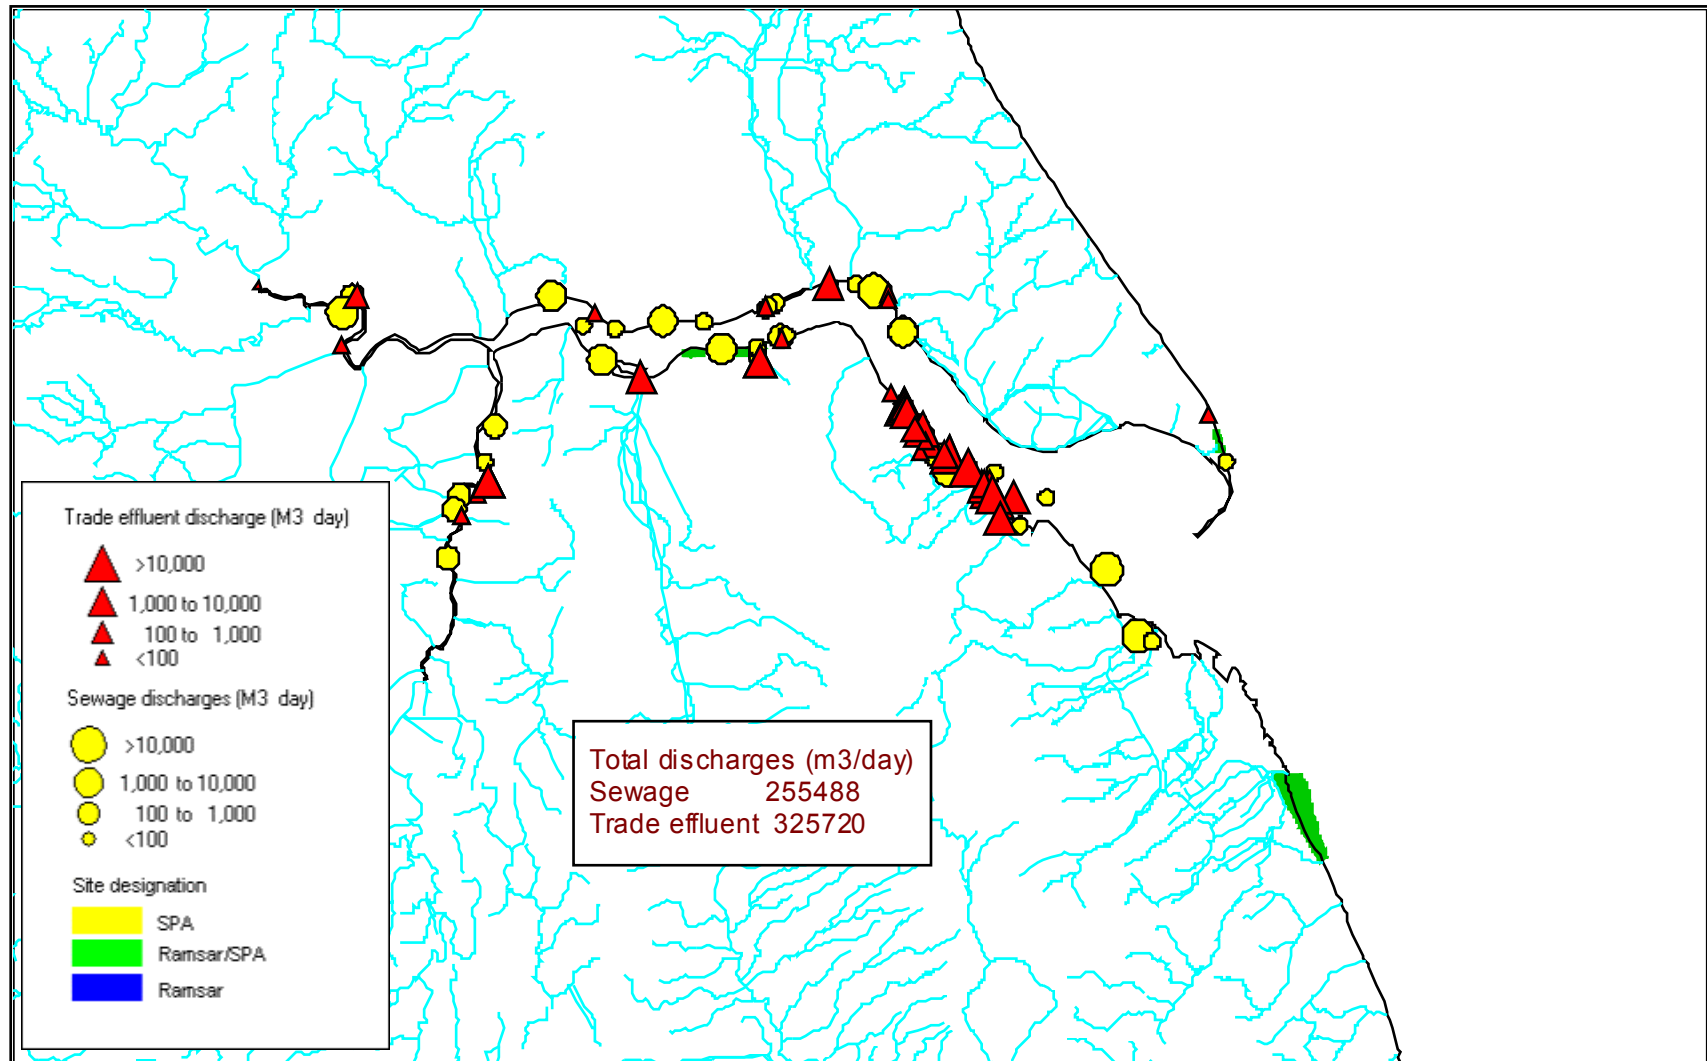 Trade effluent discharge (M3 day)
>10,000
1,000 to 10,000
100 to 1,000
<100
Sewage discharges (M3 day)
>10,000
1,000 to 10,000
100 to 1,000
<100
Site designation
SPA
Ramsar/SPA
Ramsar
Total discharges (m3/day)
Sewage 255488
Trade effluent 325720